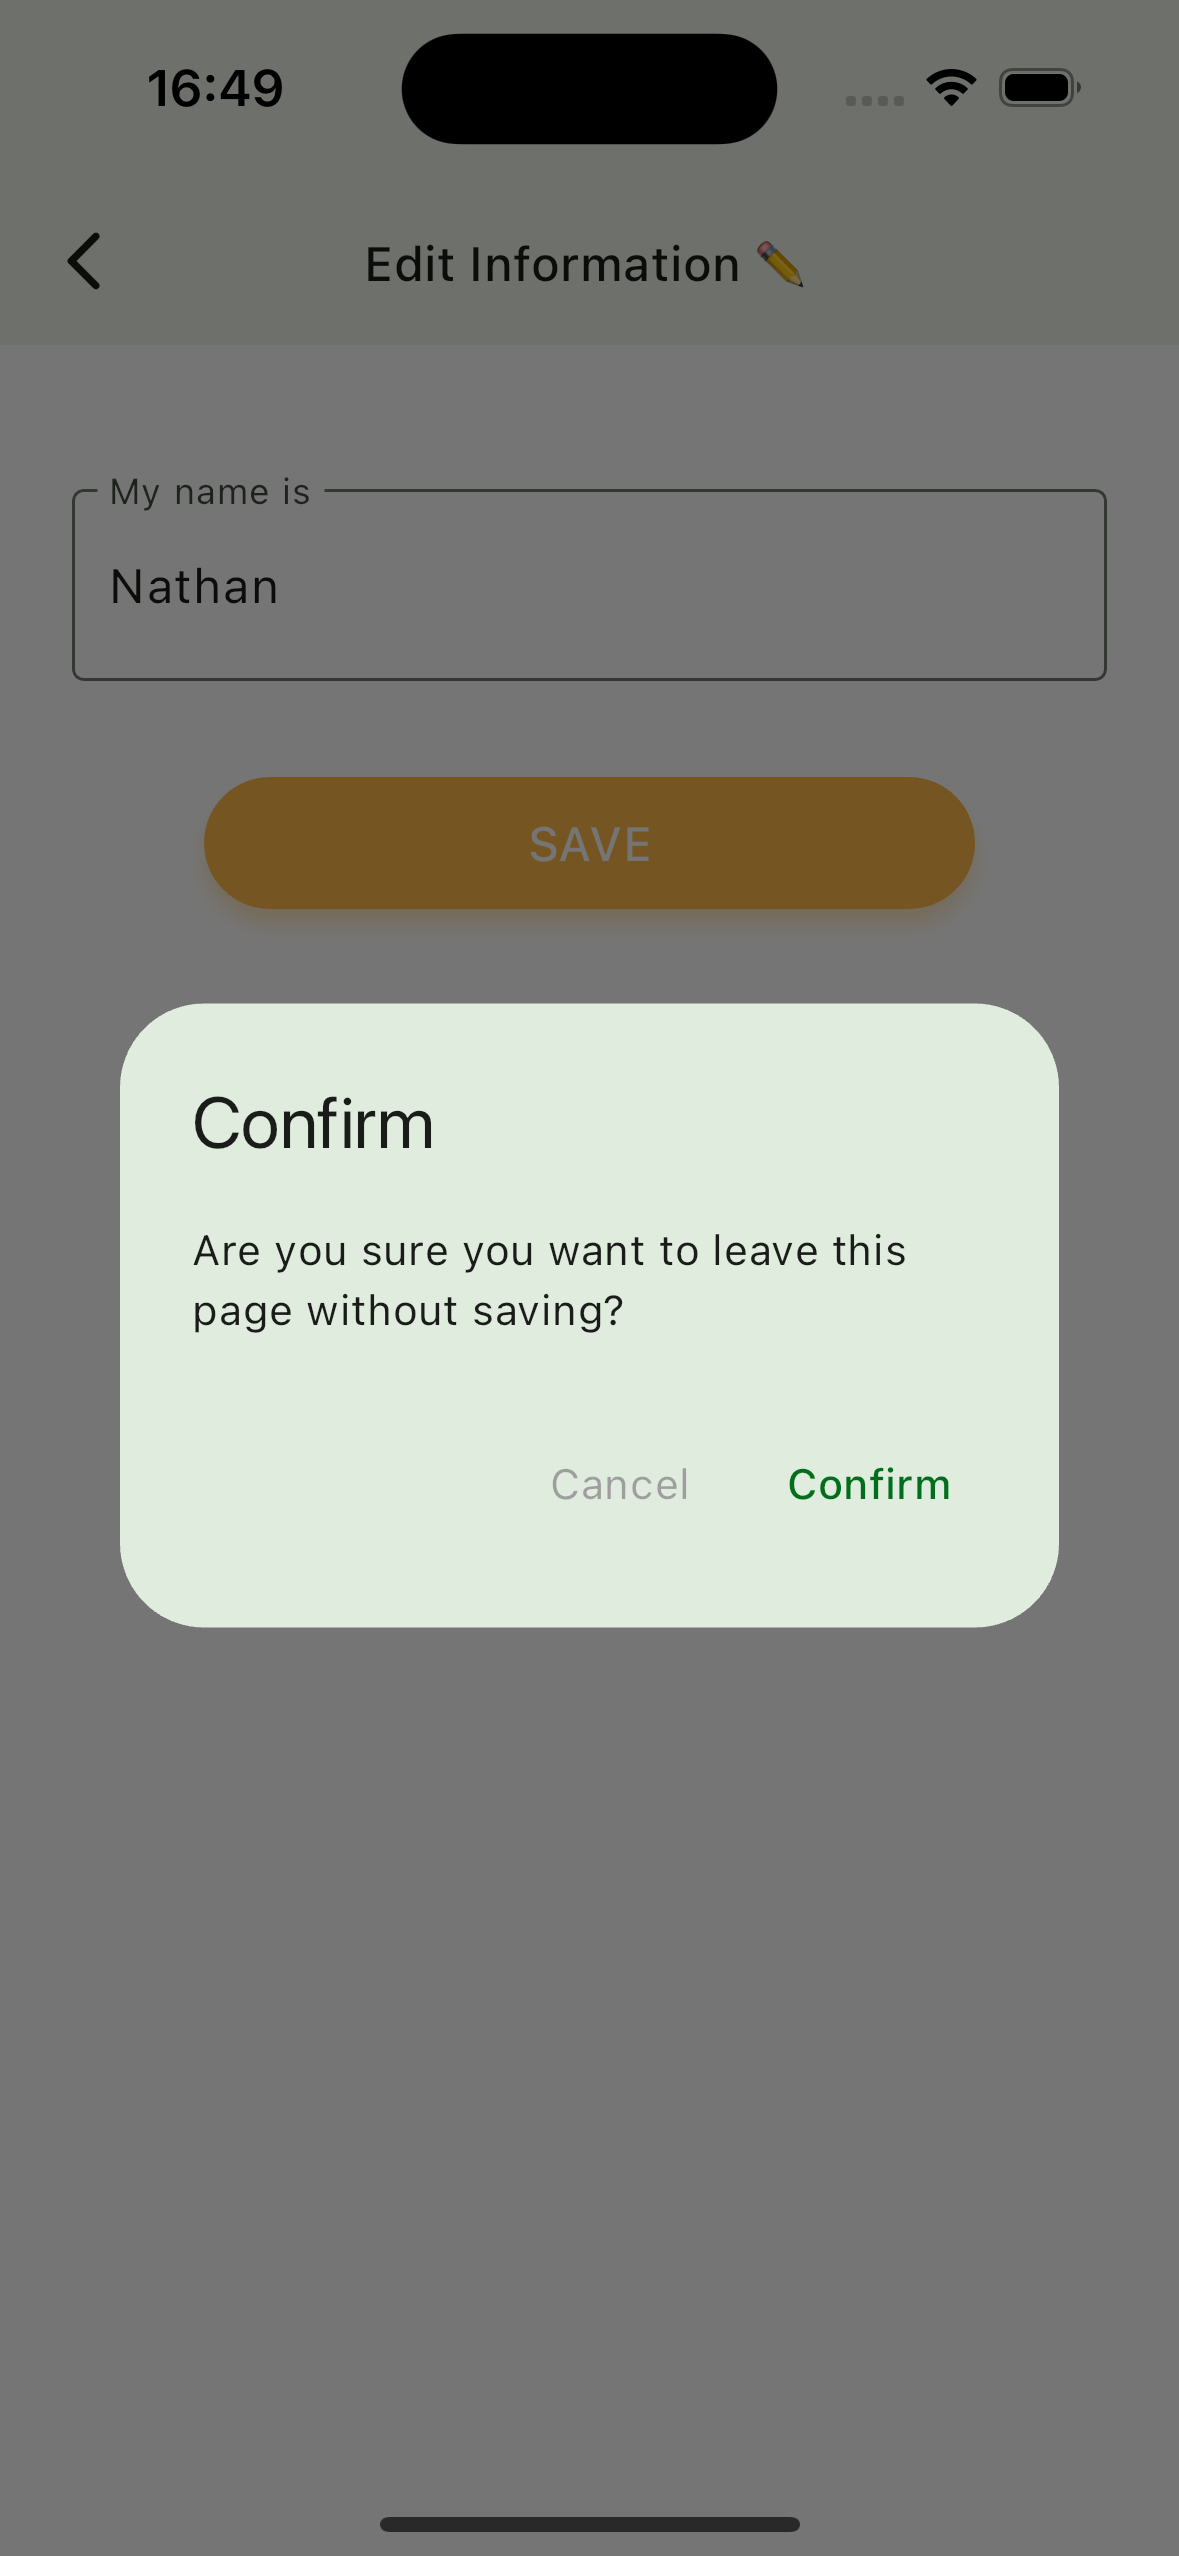 16:49
Edit Information ✏️
My name is
Nathan
SAVE
Confirm
Are you sure you want to leave this
page without saving?
Cancel Confirm